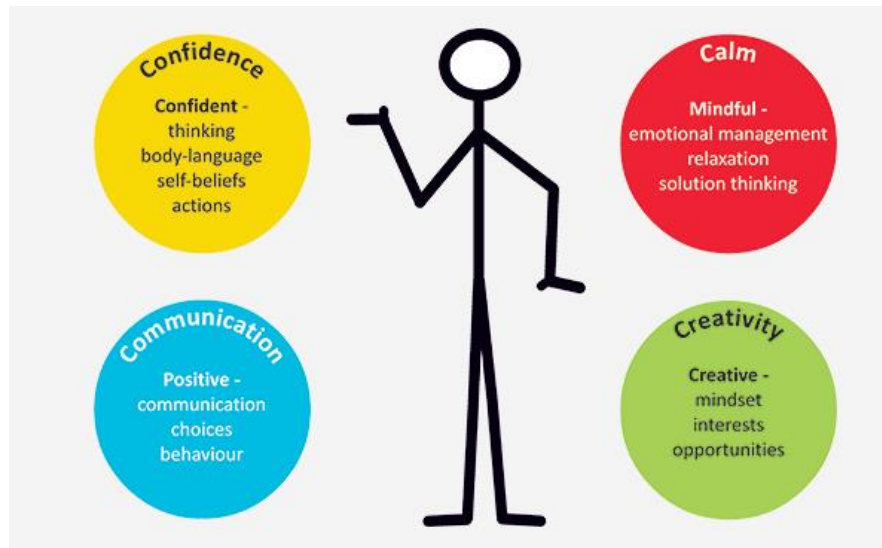 Confidence
Confident -
thinking
body-language
self-beliefs
actions
Calm
Mindful -
emotional management
relaxation
solution thinking
Communication
Positive -
communication
choices
behaviour
Creativity
Creative -
mindset
interests
opportunities